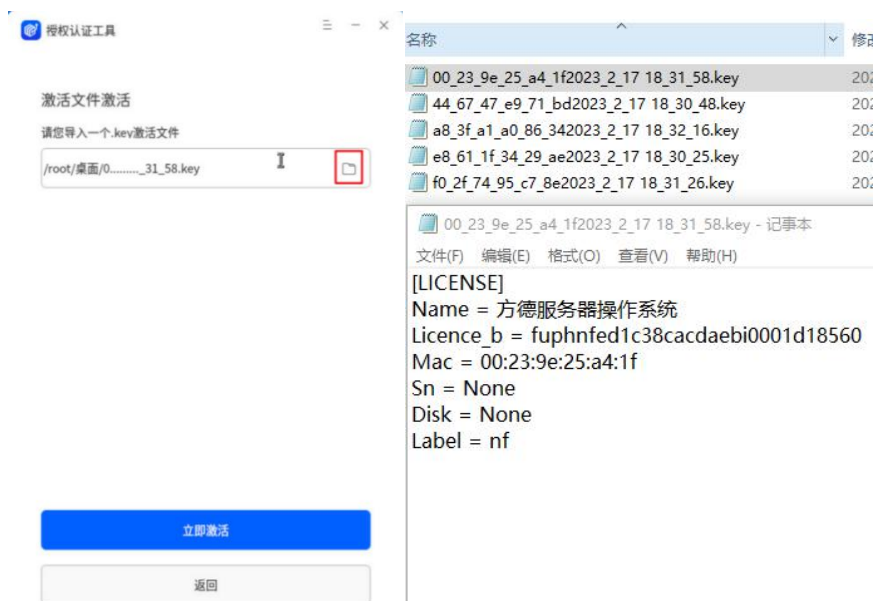 授权认证工具
激活文件激活
请您导入一个.key激活文件
/root/桌面/0........._31_58.key
立即激活
返回
名称
修改
00_23_9e_25_a4_1f2023_2_17 18_31_58.key
202
44_67_47_e9_71_bd2023_2_17 18_30_48.key
202
a8_3f_a1_a0_86_342023_2_17 18_32_16.key
202
e8_61_1f_34_29_ae2023_2_17 18_30_25.key
202
f0_2f_74_95_c7_8e2023_2_17 18_31_26.key
202
00_23_9e_25_a4_1f2023_2_17 18_31_58.key - 记事本
文件(F) 编辑(E) 格式(O) 查看(V) 帮助(H)
[LICENSE]
Name = 方德服务器操作系统
Licence_b = fuphnfed1c38cacdaebi0001d18560
Mac = 00:23:9e:25:a4:1f
Sn = None
Disk = None
Label = nf